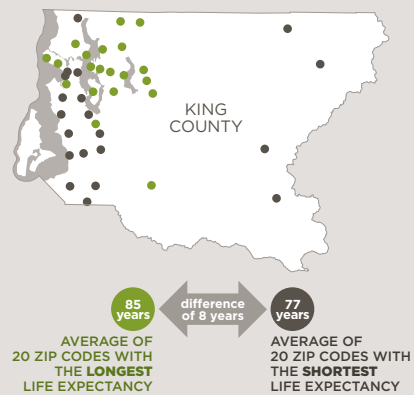 KING
COUNTY
85
years
difference
of 8 years
77
years
AVERAGE OF
20 ZIP CODES WITH
THE LONGEST
LIFE EXPECTANCY
AVERAGE OF
20 ZIP CODES WITH
THE SHORTEST
LIFE EXPECTANCY